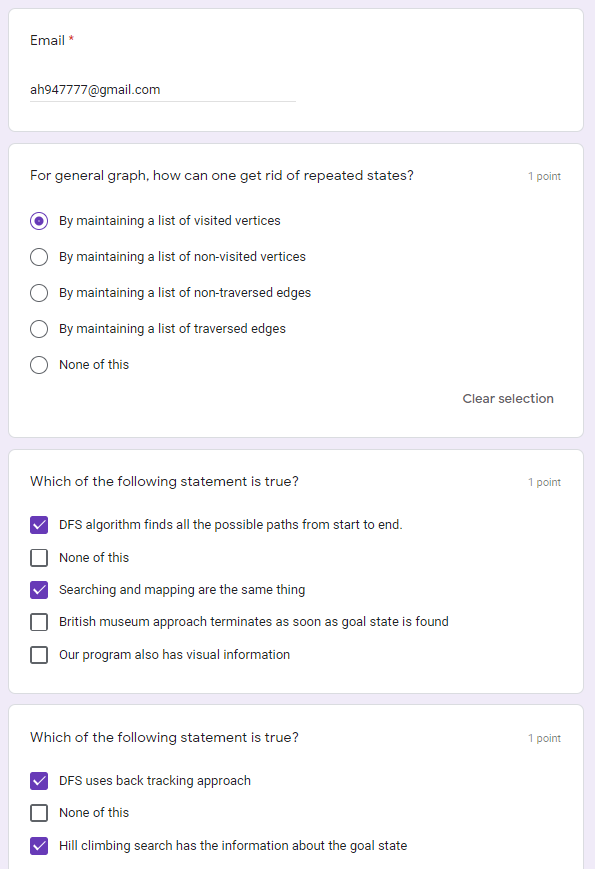 Email *
ah947777@gmail.com
For general graph, how can one get rid of repeated states?
1 point
By maintaining a list of visited vertices
By maintaining a list of non-visited vertices
By maintaining a list of non-traversed edges
By maintaining a list of traversed edges
None of this
Clear selection
Which of the following statement is true?
1 point
DFS algorithm finds all the possible paths from start to end.
None of this
Searching and mapping are the same thing
British museum approach terminates as soon as goal state is found
Our program also has visual information
Which of the following statement is true?
1 point
DFS uses back tracking approach
None of this
Hill climbing search has the information about the goal state